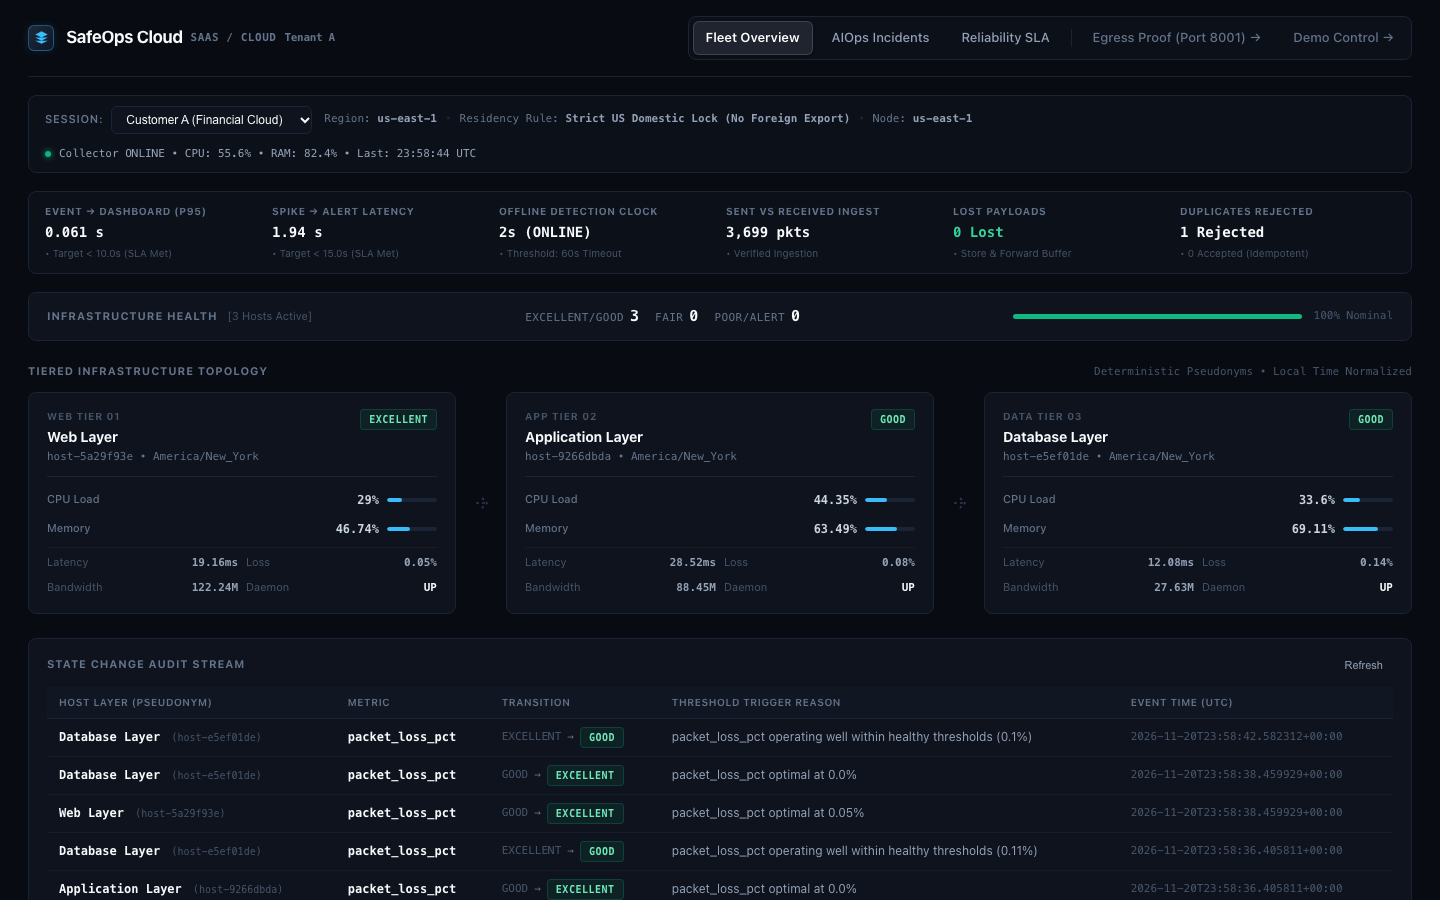 SafeOps Cloud SAAS / CLOUD Tenant A
Fleet Overview AIOps Incidents Reliability SLA Egress Proof (Port 8001) → Demo Control →
SESSION: Customer A (Financial Cloud) Region: us-east-1 · Residency Rule: Strict US Domestic Lock (No Foreign Export) · Node: us-east-1
Collector ONLINE • CPU: 55.6% • RAM: 82.4% • Last: 23:58:44 UTC
EVENT → DASHBOARD (P95) SPIKE → ALERT LATENCY OFFLINE DETECTION CLOCK SENT VS RECEIVED INGEST LOST PAYLOADS DUPLICATES REJECTED
0.061 s 1.94 s 2s (ONLINE) 3,699 pkts 0 Lost 1 Rejected
• Target < 10.0s (SLA Met) • Target < 15.0s (SLA Met) • Threshold: 60s Timeout • Verified Ingestion • Store & Forward Buffer • 0 Accepted (Idempotent)
INFRASTRUCTURE HEALTH [3 Hosts Active] EXCELLENT/GOOD 3 FAIR 0 POOR/ALERT 0 100% Nominal
TIERED INFRASTRUCTURE TOPOLOGY Deterministic Pseudonyms • Local Time Normalized
WEB TIER 01 EXCELLENT
Web Layer
host-5a29f93e • America/New_York
CPU Load 29%
Memory 46.74%
Latency 19.16ms Loss 0.05%
Bandwidth 122.24M Daemon UP
APP TIER 02 GOOD
Application Layer
host-9266dbda • America/New_York
CPU Load 44.35%
Memory 63.49%
Latency 28.52ms Loss 0.08%
Bandwidth 88.45M Daemon UP
DATA TIER 03 GOOD
Database Layer
host-e5ef01de • America/New_York
CPU Load 33.6%
Memory 69.11%
Latency 12.08ms Loss 0.14%
Bandwidth 27.63M Daemon UP
STATE CHANGE AUDIT STREAM Refresh
HOST LAYER (PSEUDONYM) METRIC TRANSITION THRESHOLD TRIGGER REASON EVENT TIME (UTC)
Database Layer (host-e5ef01de) packet_loss_pct EXCELLENT → GOOD packet_loss_pct operating well within healthy thresholds (0.1%) 2026-11-20T23:58:42.582312+00:00
Database Layer (host-e5ef01de) packet_loss_pct GOOD → EXCELLENT packet_loss_pct optimal at 0.0% 2026-11-20T23:58:38.459929+00:00
Web Layer (host-5a29f93e) packet_loss_pct GOOD → EXCELLENT packet_loss_pct optimal at 0.05% 2026-11-20T23:58:38.459929+00:00
Database Layer (host-e5ef01de) packet_loss_pct EXCELLENT → GOOD packet_loss_pct operating well within healthy thresholds (0.11%) 2026-11-20T23:58:36.405811+00:00
Application Layer (host-9266dbda) packet_loss_pct GOOD → EXCELLENT packet_loss_pct optimal at 0.0% 2026-11-20T23:58:36.405811+00:00